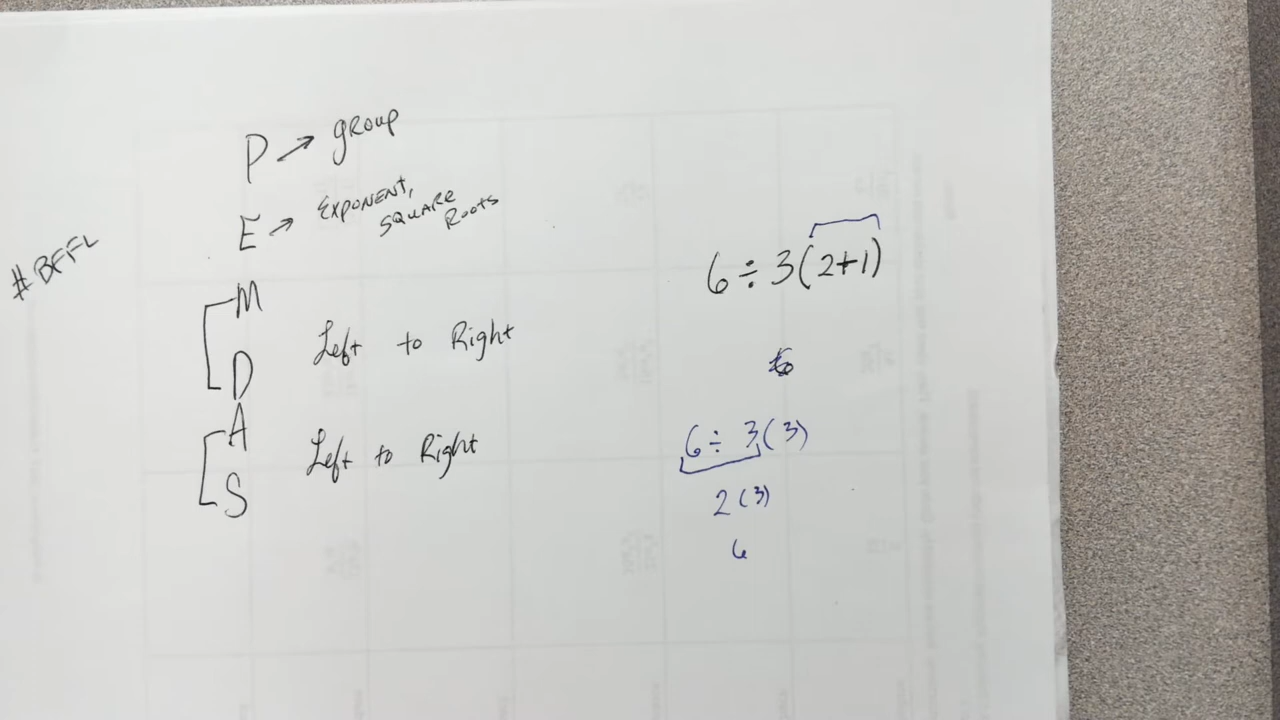 P → group
E → Exponent, Square Roots
M
D
Left to Right
A
S
Left to Right
#BFFL
6 ÷ 3(2+1)
6 ÷ 3(3)
2(3)
6